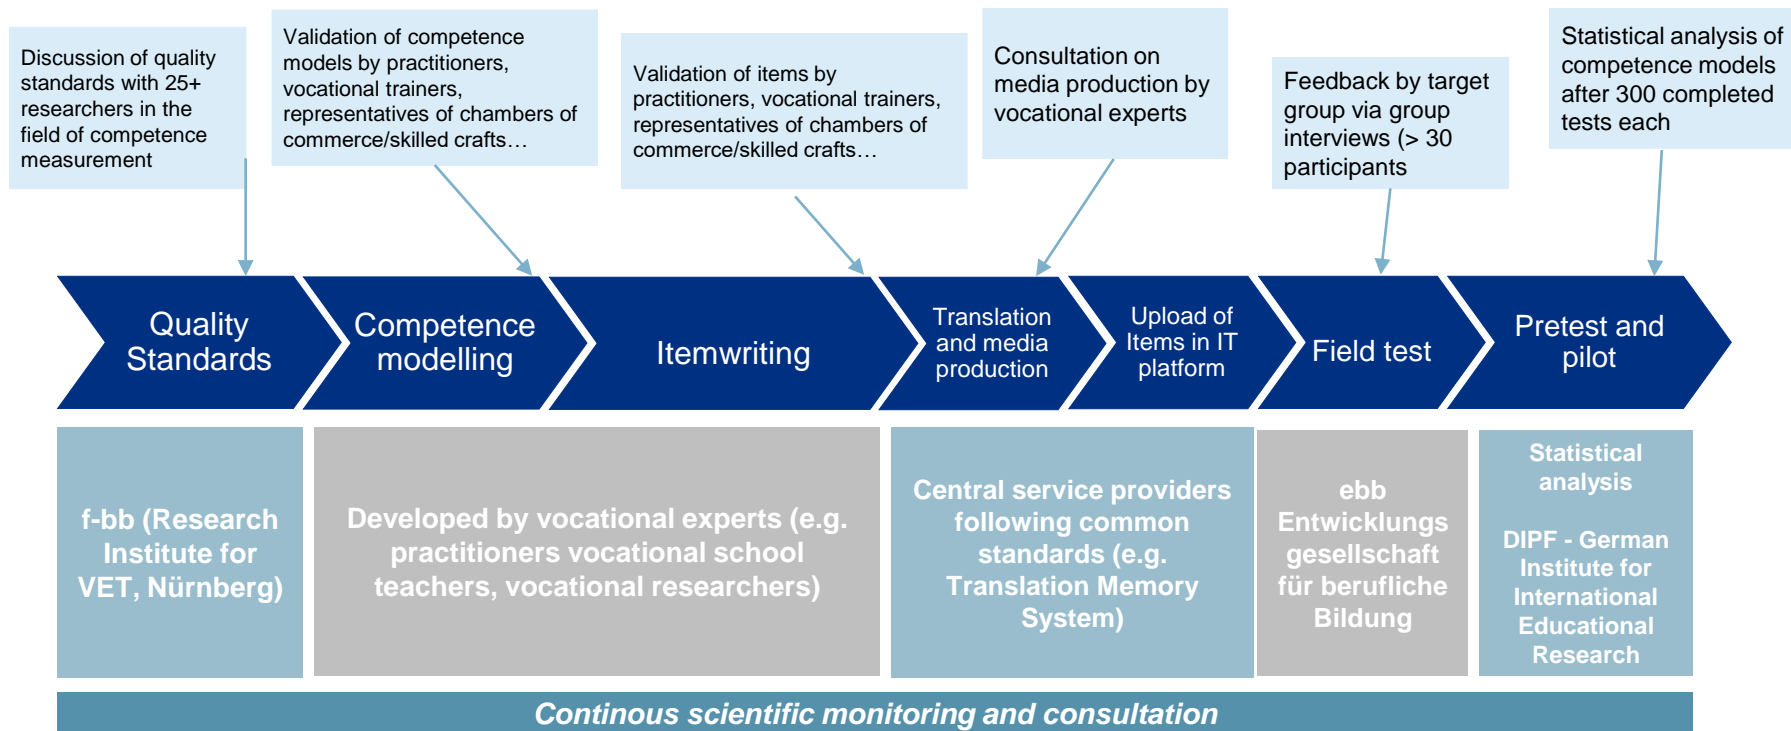 Discussion of quality
standards with 25+
researchers in the
field of competence
measurement
Validation of competence
models by practitioners,
vocational trainers,
representatives of chambers of
commerce/skilled crafts…
Validation of items by
practitioners, vocational trainers,
representatives of chambers of
commerce/skilled crafts…
Consultation on
media production by
vocational experts
Feedback by target
group via group
interviews (> 30
participants
Statistical analysis of
competence models
after 300 completed
tests each
Quality
Standards
Competence
modelling
Itemwriting
Translation
and media
production
Upload of
Items in IT
platform
Field test
Pretest and
pilot
f-bb (Research
Institute for
VET, Nürnberg)
Developed by vocational experts (e.g.
practitioners vocational school
teachers, vocational researchers)
Central service providers
following common
standards (e.g.
Translation Memory
System)
ebb
Entwicklungs
gesellschaft
für berufliche
Bildung
Statistical
analysis
DIPF - German
Institute for
International
Educational
Research
Continous scientific monitoring and consultation